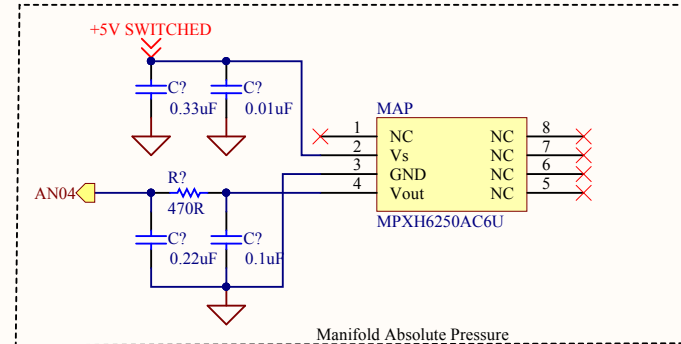 +5V SWITCHED
C?
0.33uF
C?
0.01uF
MAP
1 NC NC 8
2 Vs NC 7
3 GND NC 6
4 Vout NC 5
MPXH6250AC6U
AN04
R?
470R
C?
0.22uF
C?
0.1uF
Manifold Absolute Pressure